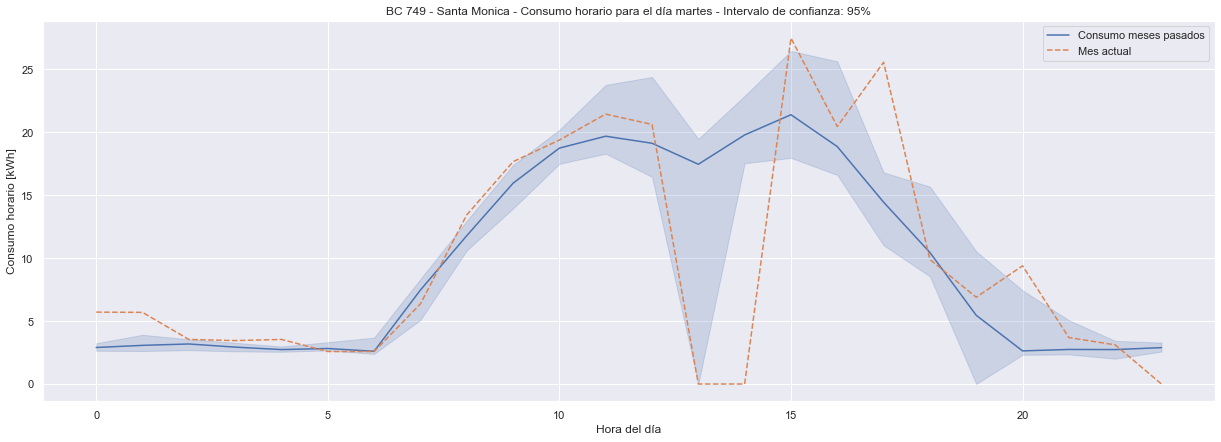 BC 749 - Santa Monica - Consumo horario para el día martes - Intervalo de confianza: 95%
Consumo meses pasados
Mes actual
Consumo horario [kWh]
25
20
15
10
5
0
0 5 10 15 20
Hora del día